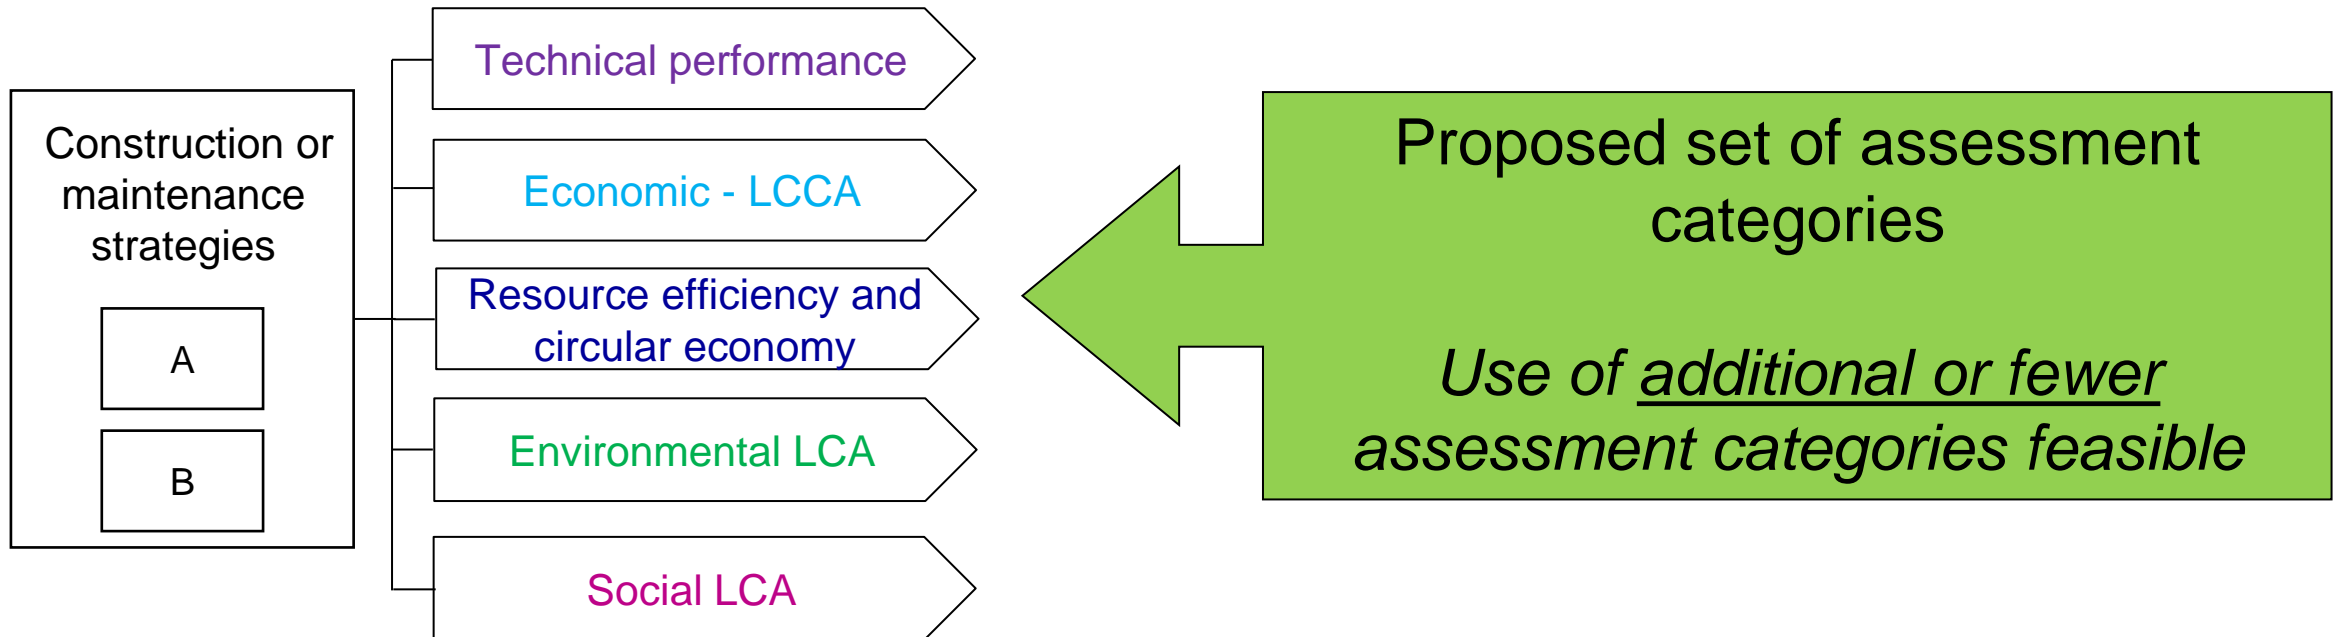 Construction or
maintenance
strategies
A
B
Technical performance
Economic - LCCA
Resource efficiency and
circular economy
Environmental LCA
Social LCA
Proposed set of assessment
categories
Use of additional or fewer
assessment categories feasible